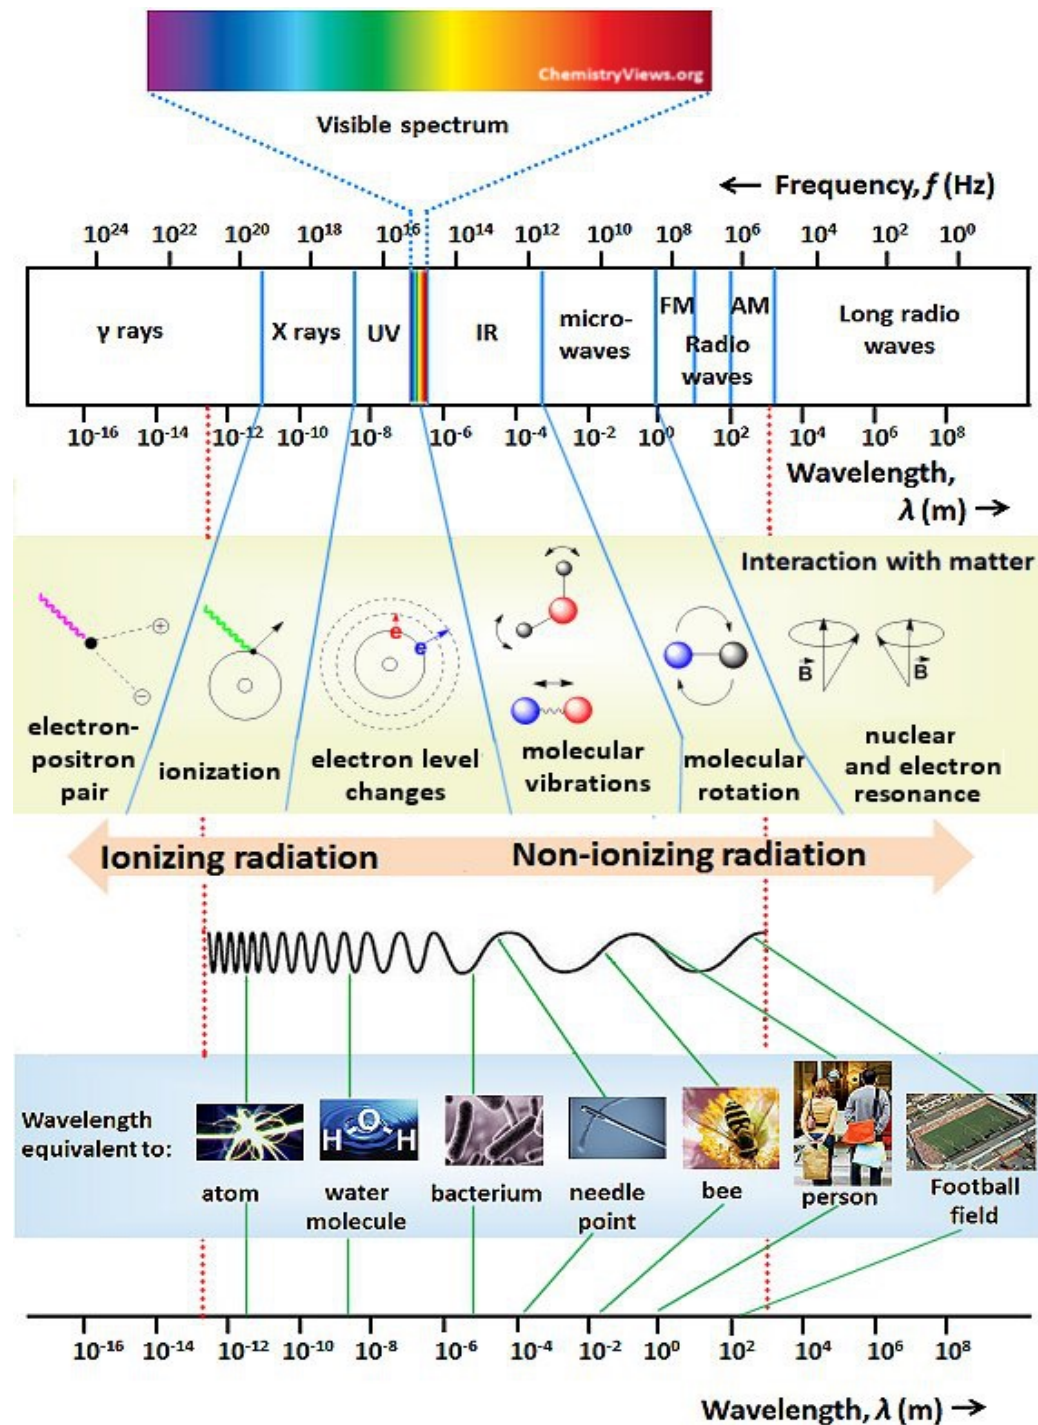 ChemistryViews.org
Visible spectrum
← Frequency, f (Hz)
10²⁴ 10²² 10²⁰ 10¹⁸ 10¹⁶ 10¹⁴ 10¹² 10¹⁰ 10⁸ 10⁶ 10⁴ 10² 10⁰
γ rays
X rays
UV
IR
micro-
waves
FM
AM
Radio
waves
Long radio
waves
10⁻¹⁶ 10⁻¹⁴ 10⁻¹² 10⁻¹⁰ 10⁻⁸ 10⁻⁶ 10⁻⁴ 10⁻² 10⁰ 10² 10⁴ 10⁶ 10⁸
Wavelength,
λ (m) →
Interaction with matter
+
−
e
e
B
B
electron-
positron
pair
ionization
electron level
changes
molecular
vibrations
molecular
rotation
nuclear
and electron
resonance
Ionizing radiation
Non-ionizing radiation
Wavelength
equivalent to:
H O H
atom
water
molecule
bacterium
needle
point
bee
person
Football
field
10⁻¹⁶ 10⁻¹⁴ 10⁻¹² 10⁻¹⁰ 10⁻⁸ 10⁻⁶ 10⁻⁴ 10⁻² 10⁰ 10² 10⁴ 10⁶ 10⁸
Wavelength, λ (m) →